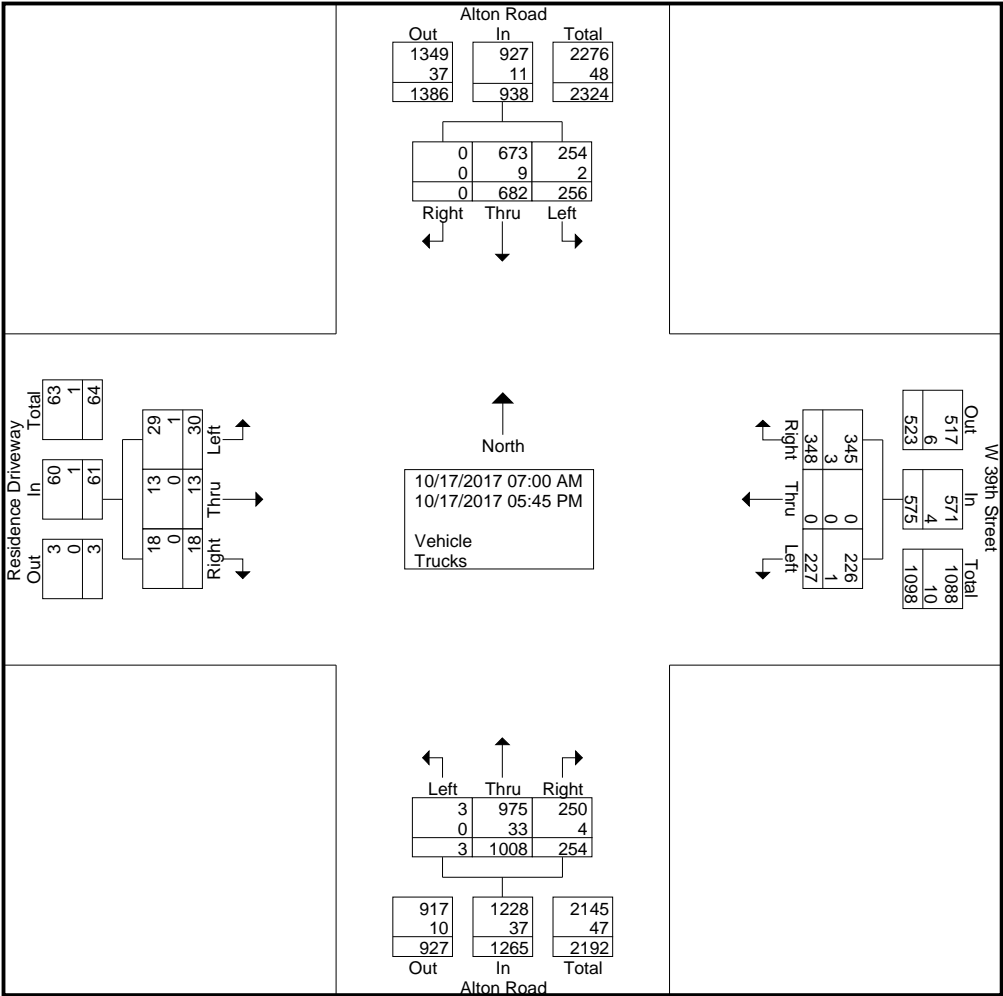 Alton Road
Out In Total
1349 927 2276
37 11 48
1386 938 2324
0 673 254
0 9 2
0 682 256
Right Thru Left
Residence Driveway
Total In Out
63 60 3
1 1 0
64 61 3
29 13 18
1 0 0
30 13 18
Left Thru Right
North
10/17/2017 07:00 AM
10/17/2017 05:45 PM
Vehicle
Trucks
W 39th Street
Out In Total
517 571 1088
6 4 10
523 575 1098
345 0 226
3 0 1
348 0 227
Right Thru Left
Left Thru Right
3 975 250
0 33 4
3 1008 254
917 1228 2145
10 37 47
927 1265 2192
Out In Total
Alton Road